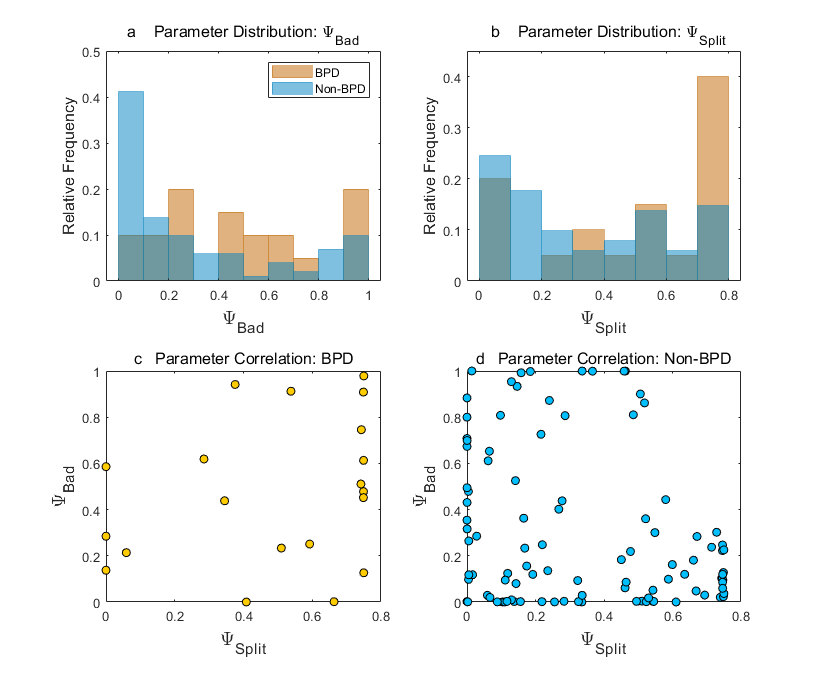 a Parameter Distribution: Ψ_Bad
0.5
0.4
0.3
0.2
0.1
0
Relative Frequency
BPD
Non-BPD
0 0.2 0.4 0.6 0.8 1
Ψ_Bad
b Parameter Distribution: Ψ_Split
0.4
0.3
0.2
0.1
0
Relative Frequency
0 0.2 0.4 0.6 0.8
Ψ_Split
c Parameter Correlation: BPD
1
0.8
0.6
0.4
0.2
0
Ψ_Bad
0 0.2 0.4 0.6 0.8
Ψ_Split
d Parameter Correlation: Non-BPD
1
0.8
0.6
0.4
0.2
0
Ψ_Bad
0 0.2 0.4 0.6 0.8
Ψ_Split